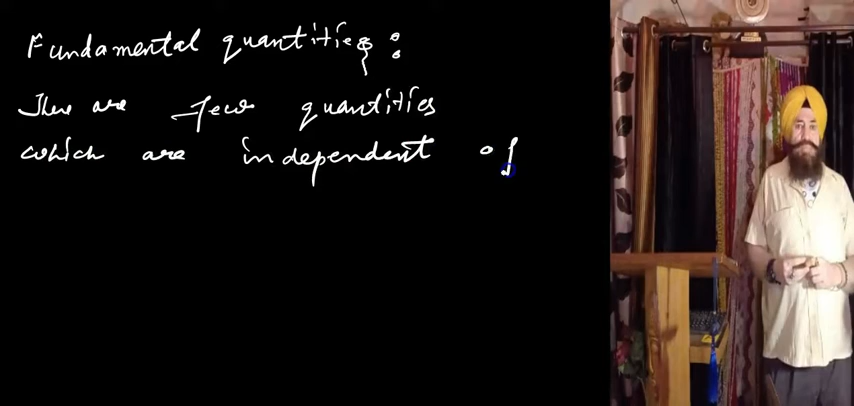 Fundamental quantities :
There are few quantities
which are independent of